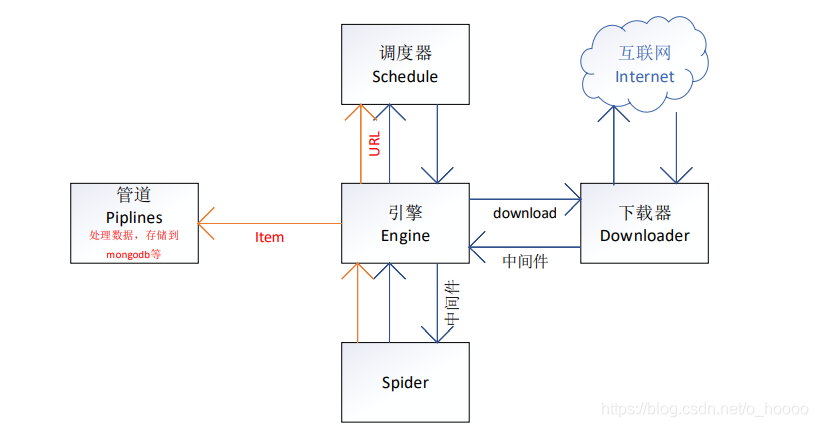 调度器
Schedule
互联网
Internet
URL
管道
Piplines
处理数据，存储到
mongodb等
Item
引擎
Engine
download
中间件
下载器
Downloader
中间件
Spider
https://blog.csdn.net/o_hoooo